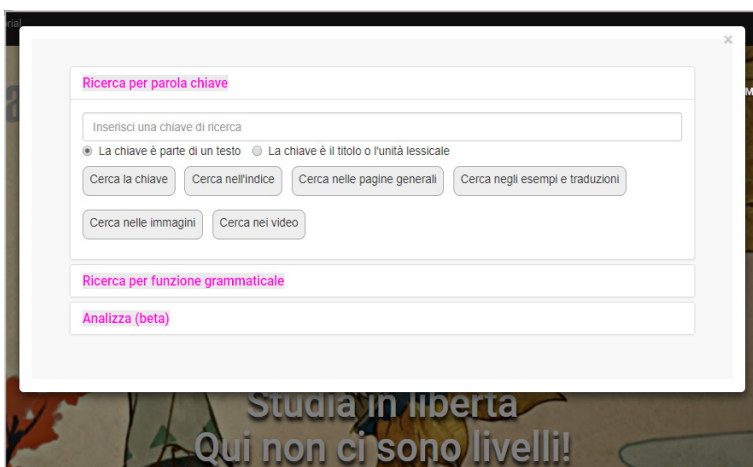 ×
Ricerca per parola chiave
Inserisci una chiave di ricerca
La chiave è parte di un testo La chiave è il titolo o l'unità lessicale
Cerca la chiave Cerca nell'indice Cerca nelle pagine generali Cerca negli esempi e traduzioni
Cerca nelle immagini Cerca nei video
Ricerca per funzione grammaticale
Analizza (beta)
Studia in libertà
Qui non ci sono livelli!